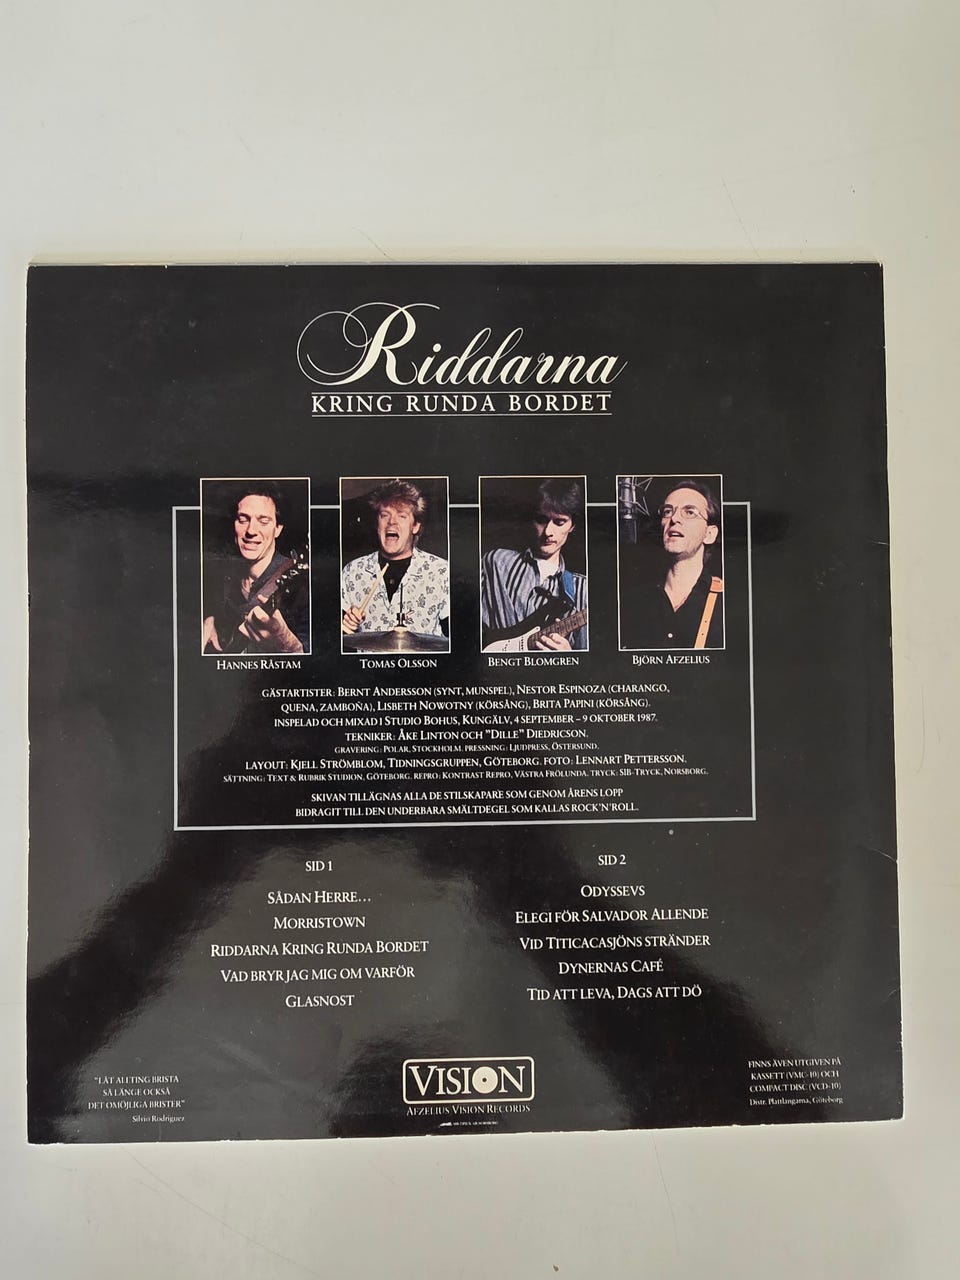 Riddarna
KRING RUNDA BORDET
HANNES RÅSTAM
TOMAS OLSSON
BENGT BLOMGREN
BJÖRN AFZELIUS
GÄSTARTISTER: BERNT ANDERSSON (SYNT, MUNSPEL), NESTOR ESPINOZA (CHARANGO,
QUENA, ZAMBOÑA), LISBETH NOWOTNY (KÖRSÅNG), BRITA PAPINI (KÖRSÅNG).
INSPELAD OCH MIXAD I STUDIO BOHUS, KUNGÄLV, 4 SEPTEMBER – 9 OKTOBER 1987.
TEKNIKER: ÅKE LINTON OCH "DILLE" DIEDRICSON.
GRAVERING: POLAR, STOCKHOLM. PRESSNING: LJUDPRESS, ÖSTERSUND.
LAYOUT: KJELL STRÖMBLOM, TIDNINGSGRUPPEN, GÖTEBORG. FOTO: LENNART PETTERSSON.
SÄTTNING: TEXT & RUBRIK STUDION, GÖTEBORG. REPRO: KONTRAST REPRO, VÄSTRA FRÖLUNDA. TRYCK: SIB-TRYCK, NORSBORG.
SKIVAN TILLÄGNAS ALLA DE STILSKAPARE SOM GENOM ÅRENS LOPP
BIDRAGIT TILL DEN UNDERBARA SMÄLTDEGEL SOM KALLAS ROCK'N'ROLL.
SID 1
SÅDAN HERRE...
MORRISTOWN
RIDDARNA KRING RUNDA BORDET
VAD BRYR JAG MIG OM VARFÖR
GLASNOST
SID 2
ODYSSEVS
ELEGI FÖR SALVADOR ALLENDE
VID TITICACASJÖNS STRÄNDER
DYNERNAS CAFÉ
TID ATT LEVA, DAGS ATT DÖ
"LÅT ALLTING BRISTA
SÅ LÄNGE OCKSÅ
DET OMÖJLIGA BRISTER"
Silvio Rodriguez
VISION
AFZELIUS VISION RECORDS
FINNS ÄVEN UTGIVEN PÅ
KASSETT (VMC-10) OCH
COMPACT DISC (VCD-10)
Distr. Plattlangarna, Göteborg